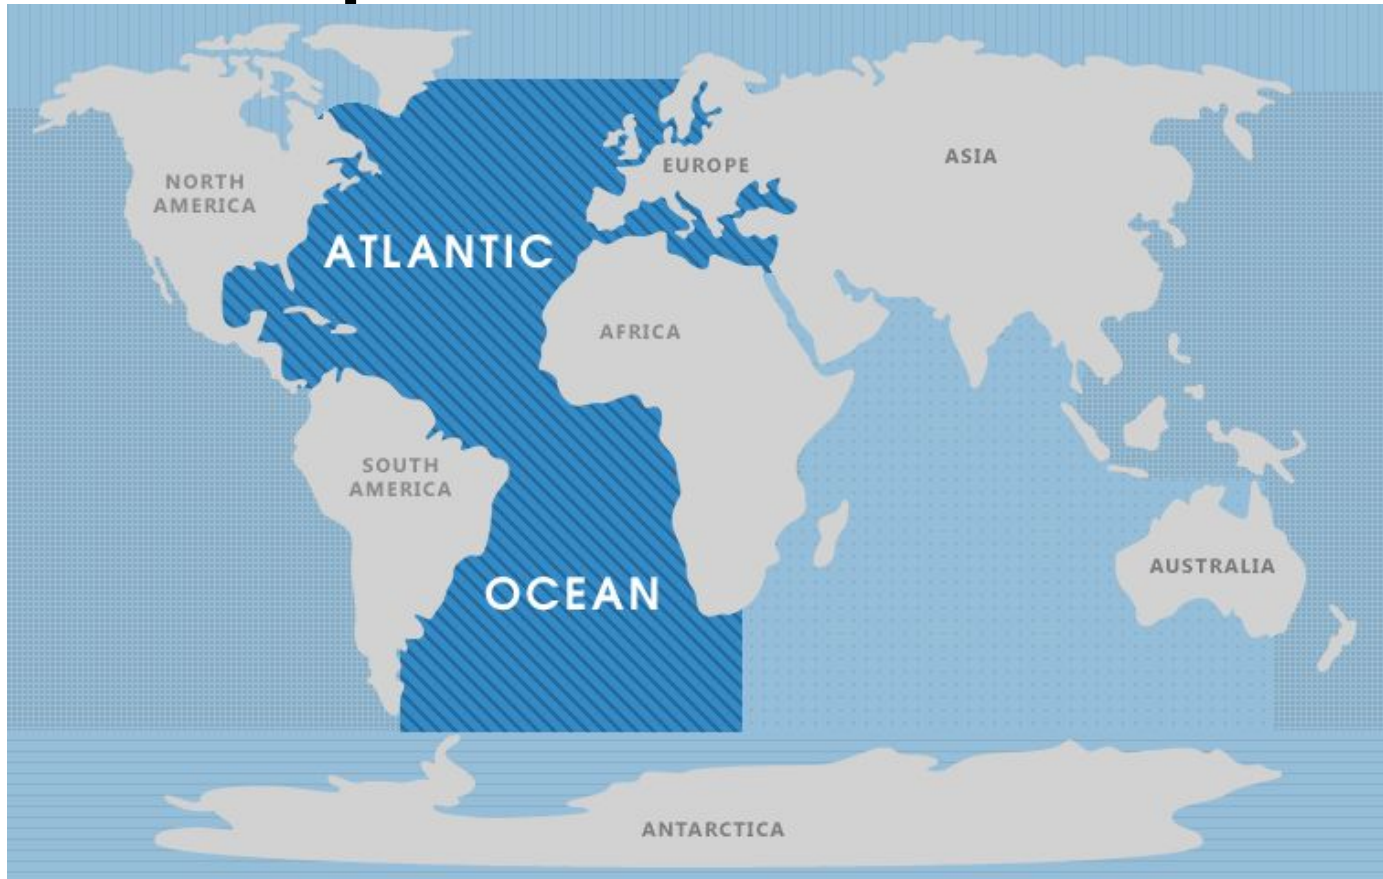 NORTH
AMERICA
ATLANTIC
EUROPE
ASIA
AFRICA
SOUTH
AMERICA
OCEAN
AUSTRALIA
ANTARCTICA